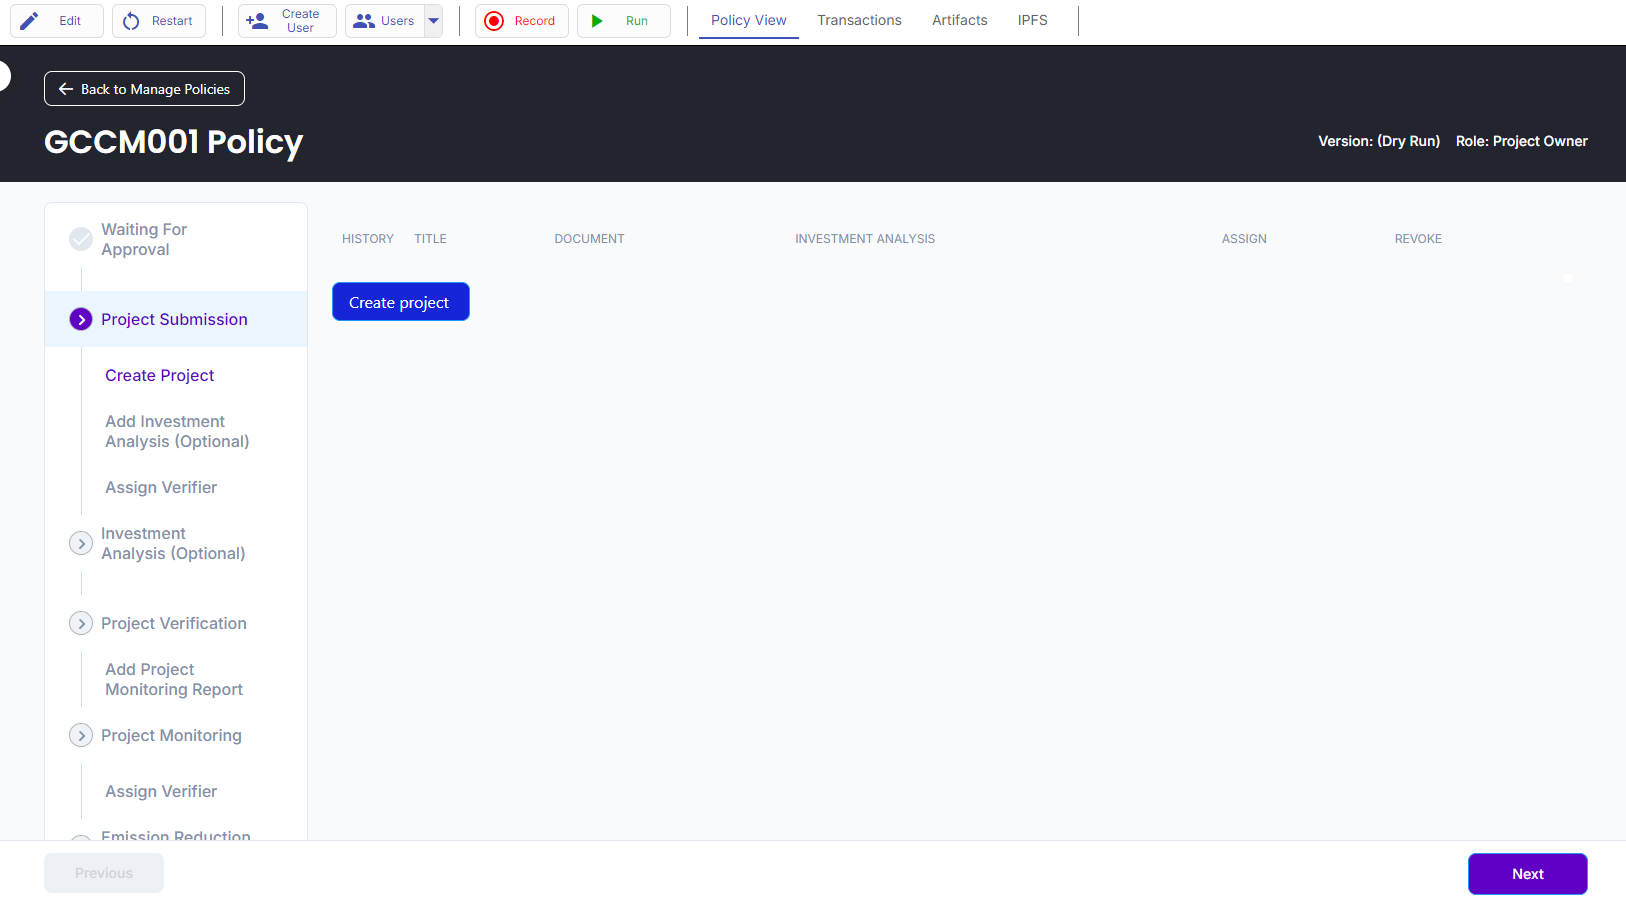 Edit
Restart
Create
User
Users
Record
Run
Policy View
Transactions
Artifacts
IPFS
Back to Manage Policies
GCCM001 Policy
Version: (Dry Run)
Role: Project Owner
Waiting For
Approval
Project Submission
Create Project
Add Investment
Analysis (Optional)
Assign Verifier
Investment
Analysis (Optional)
Project Verification
Add Project
Monitoring Report
Project Monitoring
Assign Verifier
Emission Reduction
HISTORY
TITLE
DOCUMENT
INVESTMENT ANALYSIS
ASSIGN
REVOKE
Create project
Previous
Next